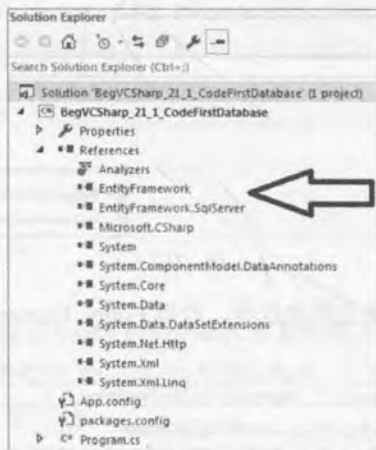 Solution Explorer
Search Solution Explorer (Ctrl+;)
Solution 'BegVCSharp_21_1_CodeFirstDatabase' (1 project)
C# BegVCSharp_21_1_CodeFirstDatabase
Properties
References
Analyzers
EntityFramework
EntityFramework.SqlServer
Microsoft.CSharp
System
System.ComponentModel.DataAnnotations
System.Core
System.Data
System.Data.DataSetExtensions
System.Net.Http
System.Xml
System.Xml.Linq
App.config
packages.config
C# Program.cs